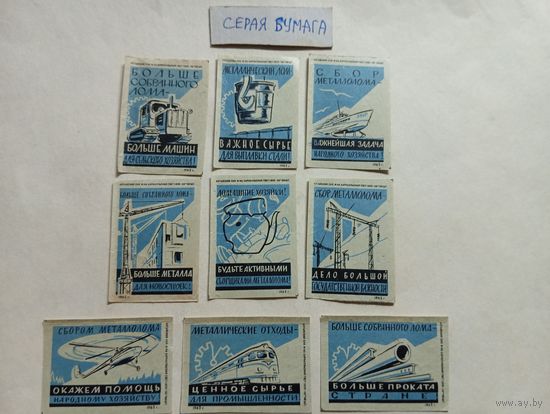 СЕРАЯ БУМАГА
БОЛЬШЕ
СОБРАННОГО
ЛОМА-
БОЛЬШЕ МАШИН
ДЛЯ СЕЛЬСКОГО ХОЗЯЙСТВА!
МЕТАЛЛИЧЕСКИЙ ЛОМ
ВАЖНОЕ СЫРЬЕ
ДЛЯ ВЫПЛАВКИ СТАЛИ!
СБОР
МЕТАЛЛОЛОМА-
ВАЖНЕЙШАЯ ЗАДАЧА
НАРОДНОГО ХОЗЯЙСТВА!
БОЛЬШЕ СОБРАННОГО ЛОМА-
БОЛЬШЕ МЕТАЛЛА
ДЛЯ НОВОСТРОЕК!
ДОМАШНИЕ ХОЗЯЙКИ!
БУДЬТЕ АКТИВНЫМИ
СБОРЩИКАМИ МЕТАЛЛОЛОМА!
СБОР МЕТАЛЛОЛОМА
ДЕЛО БОЛЬШОЙ
ГОСУДАРСТВЕННОЙ ВАЖНОСТИ!
СБОРОМ МЕТАЛЛОЛОМА
ОКАЖЕМ ПОМОЩЬ
НАРОДНОМУ ХОЗЯЙСТВУ
МЕТАЛЛИЧЕСКИЕ ОТХОДЫ-
ЦЕННОЕ СЫРЬЕ
ДЛЯ ПРОМЫШЛЕННОСТИ
БОЛЬШЕ СОБРАННОГО ЛОМА-
БОЛЬШЕ ПРОКАТА
СТРАНЕ
www.ay.by